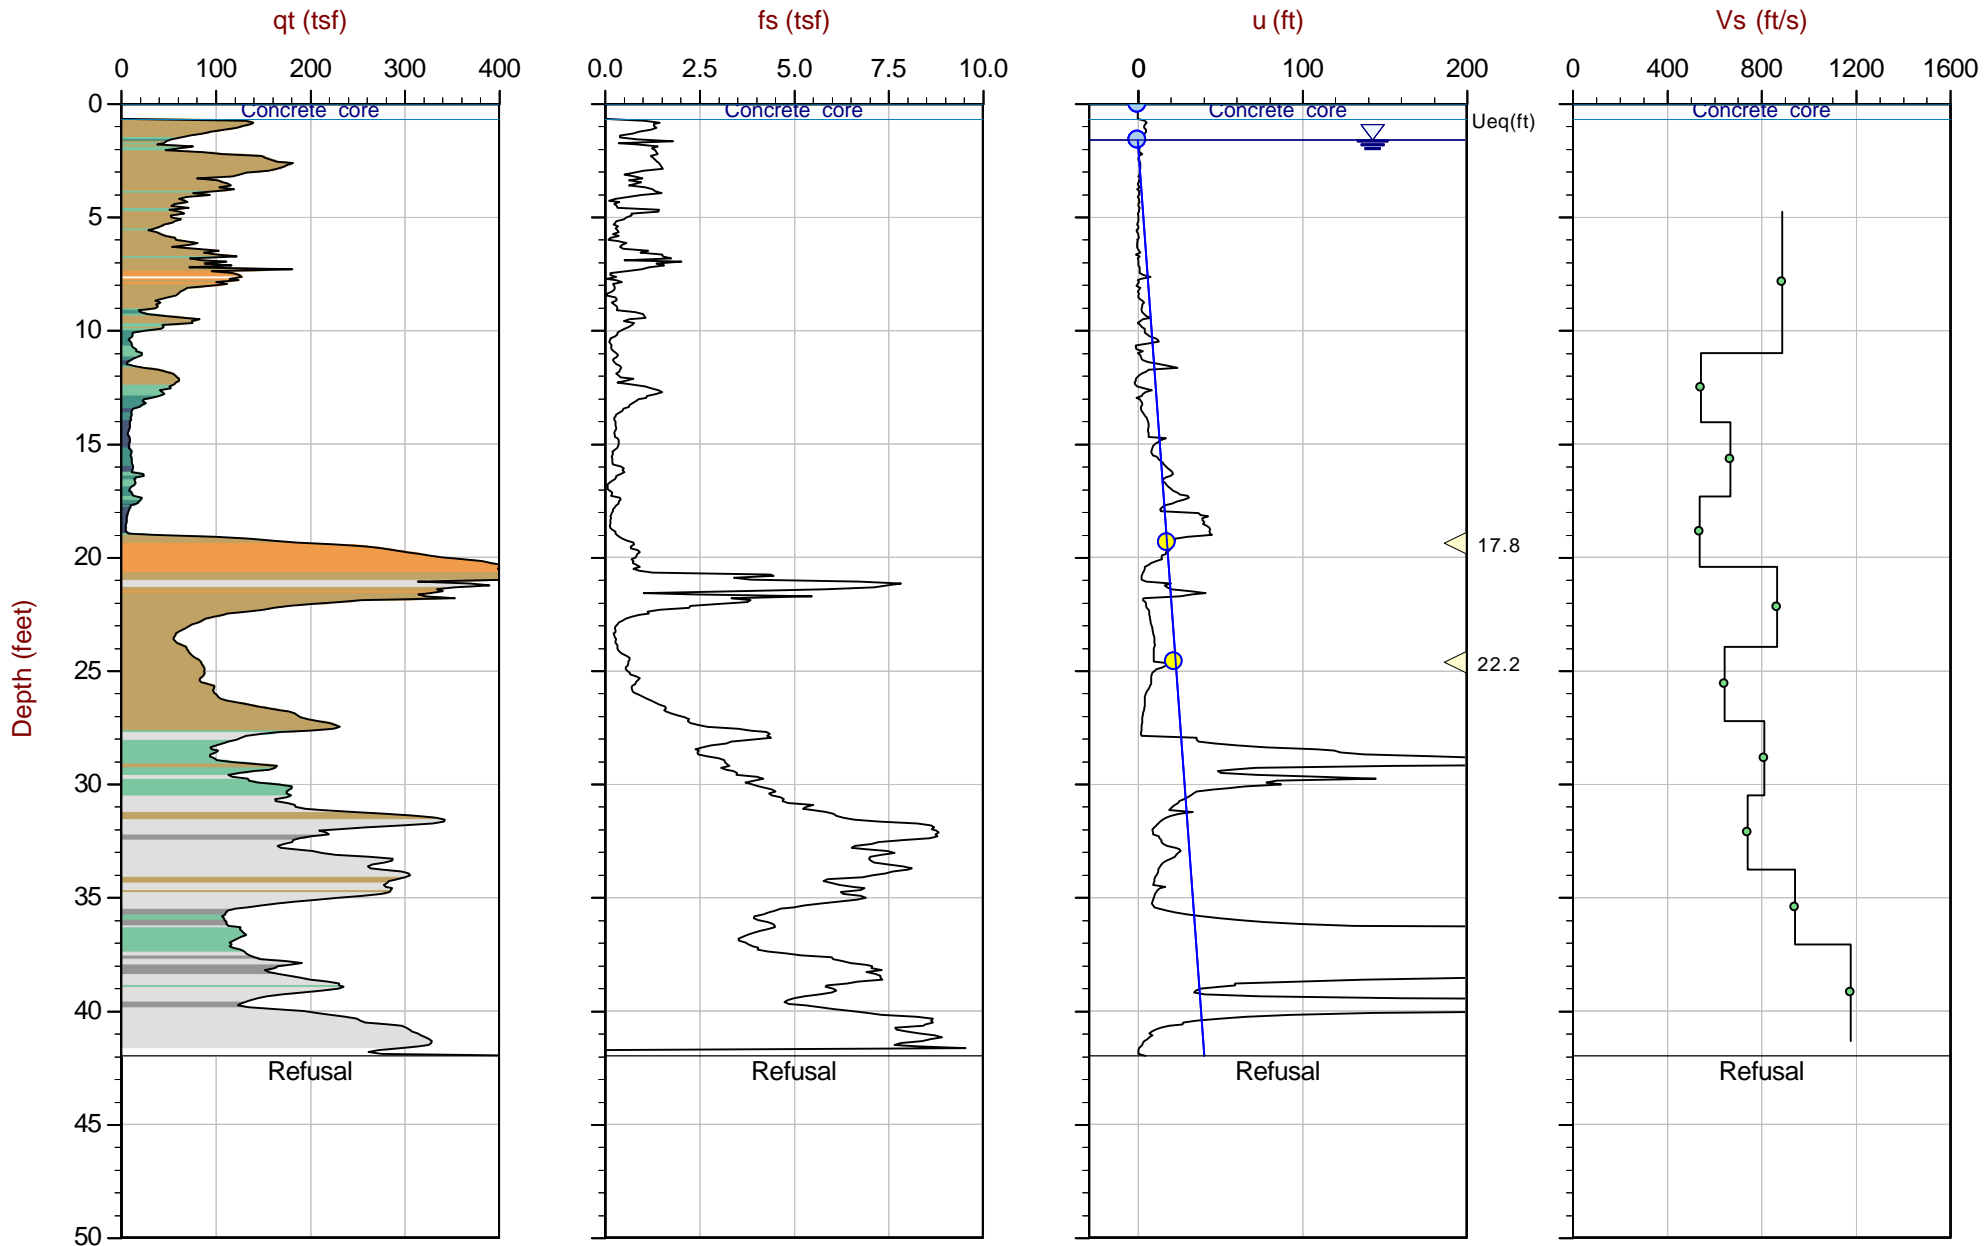 qt (tsf) fs (tsf) u (ft) Vs (ft/s)
0 100 200 300 400 0.0 2.5 5.0 7.5 10.0 0 100 200 0 400 800 1200 1600
0
Concrete core Concrete core Concrete core Concrete core
Ueq(ft)
5
10
15
20
17.8
22.2
25
30
35
40
Refusal Refusal Refusal Refusal
45
50
Depth (feet)